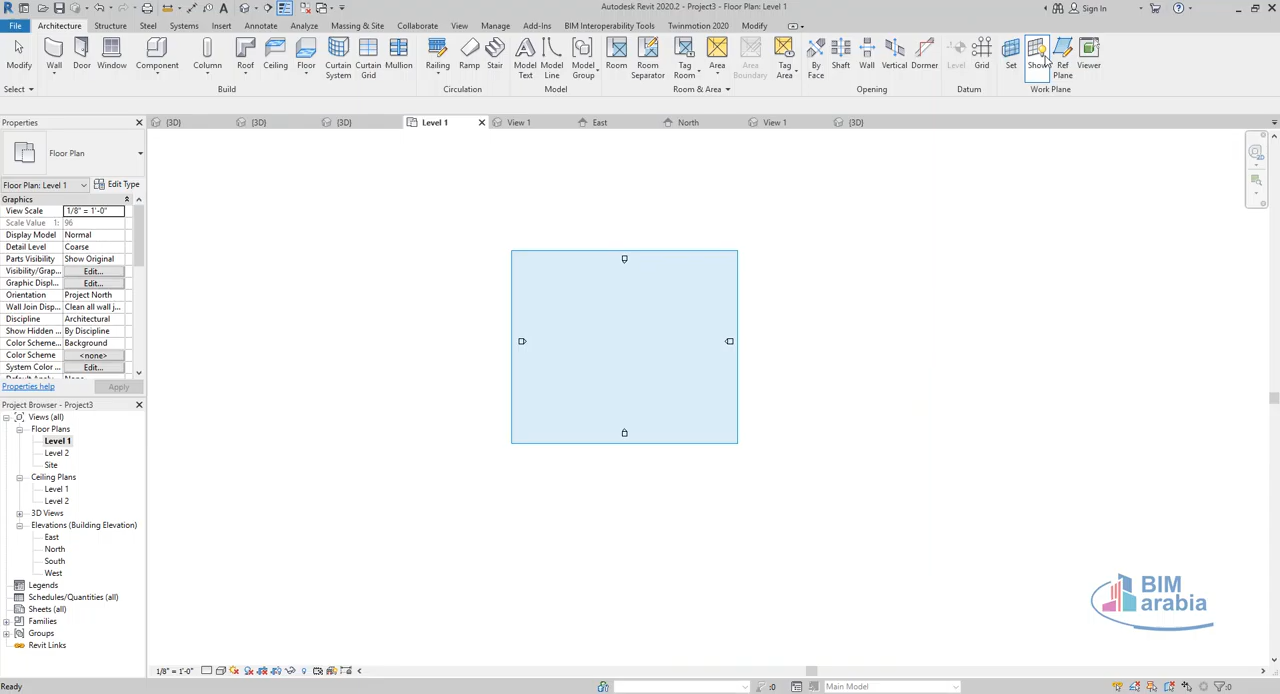 Autodesk Revit 2020.2 - Project3 - Floor Plan: Level 1
Sign In
File Architecture Structure Steel Systems Insert Annotate Analyze Massing & Site Collaborate View Manage Add-Ins BIM Interoperability Tools Twinmotion 2020 Modify
Modify Wall Door Window Component Column Roof Ceiling Floor Curtain System Curtain Grid Mullion Railing Ramp Stair Model Text Model Line Model Group Room Room Separator Tag Room Area Area Boundary Tag Area By Face Shaft Wall Vertical Dormer Level Grid Set Show Ref Plane Viewer
Select Build Circulation Model Room & Area Opening Datum Work Plane
Properties
{3D} {3D} {3D} Level 1 View 1 East North View 1 {3D}
Floor Plan
Floor Plan: Level 1 Edit Type
Graphics
View Scale 1/8" = 1'-0"
Scale Value 1: 96
Display Model Normal
Detail Level Coarse
Parts Visibility Show Original
Visibility/Grap... Edit...
Graphic Displ... Edit...
Orientation Project North
Wall Join Disp... Clean all wall j...
Discipline Architectural
Show Hidden ... By Discipline
Color Scheme... Background
Color Scheme <none>
System Color ... Edit...
Properties help Apply
Project Browser - Project3
Views (all)
Floor Plans
Level 1
Level 2
Site
Ceiling Plans
Level 1
Level 2
3D Views
Elevations (Building Elevation)
East
North
South
West
Legends
Schedules/Quantities (all)
Sheets (all)
Families
Groups
Revit Links
BIM
arabia
1/8" = 1'-0"
Ready :0 Main Model :0